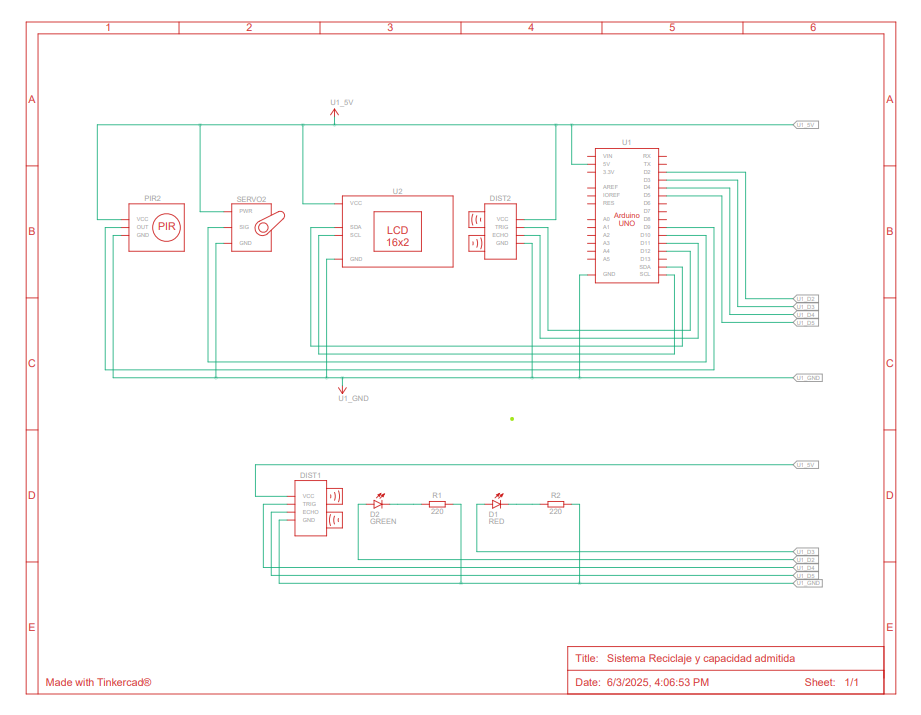 1 2 3 4 5 6
A A
U1_5V
U1_5V
U1
VIN RX
5V TX
3.3V D2
D3
AREF D4
IOREF D5
RES D6
D7
A0 D8
A1 D9
A2 D10
A3 D11
A4 D12
A5 D13
SDA
GND SCL
Arduino
UNO
B B
PIR2
VCC
OUT
GND
PIR
SERVO2
PWR
SIG
GND
U2
VCC
SDA
SCL
GND
LCD
16x2
DIST2
VCC
TRIG
ECHO
GND
U1_D2
U1_D3
U1_D4
U1_D5
C C
U1_GND
U1_GND
U1_5V
D D
DIST1
VCC
TRIG
ECHO
GND
D2
GREEN
R1
220
D1
RED
R2
220
U1_D3
U1_D2
U1_D4
U1_D5
U1_GND
E E
Title: Sistema Reciclaje y capacidad admitida
Made with Tinkercad®
Date: 6/3/2025, 4:06:53 PM Sheet: 1/1